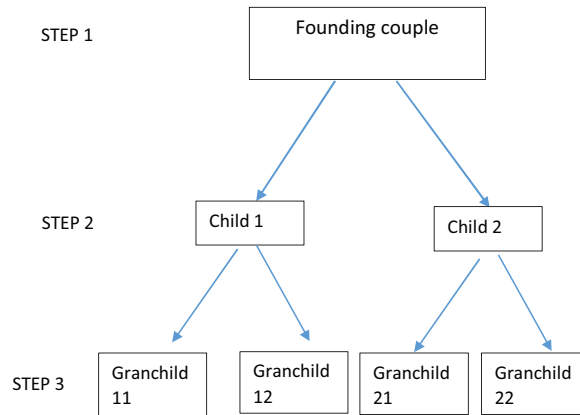 STEP 1
Founding couple
STEP 2
Child 1
Child 2
STEP 3
Granchild
11
Granchild
12
Granchild
21
Granchild
22